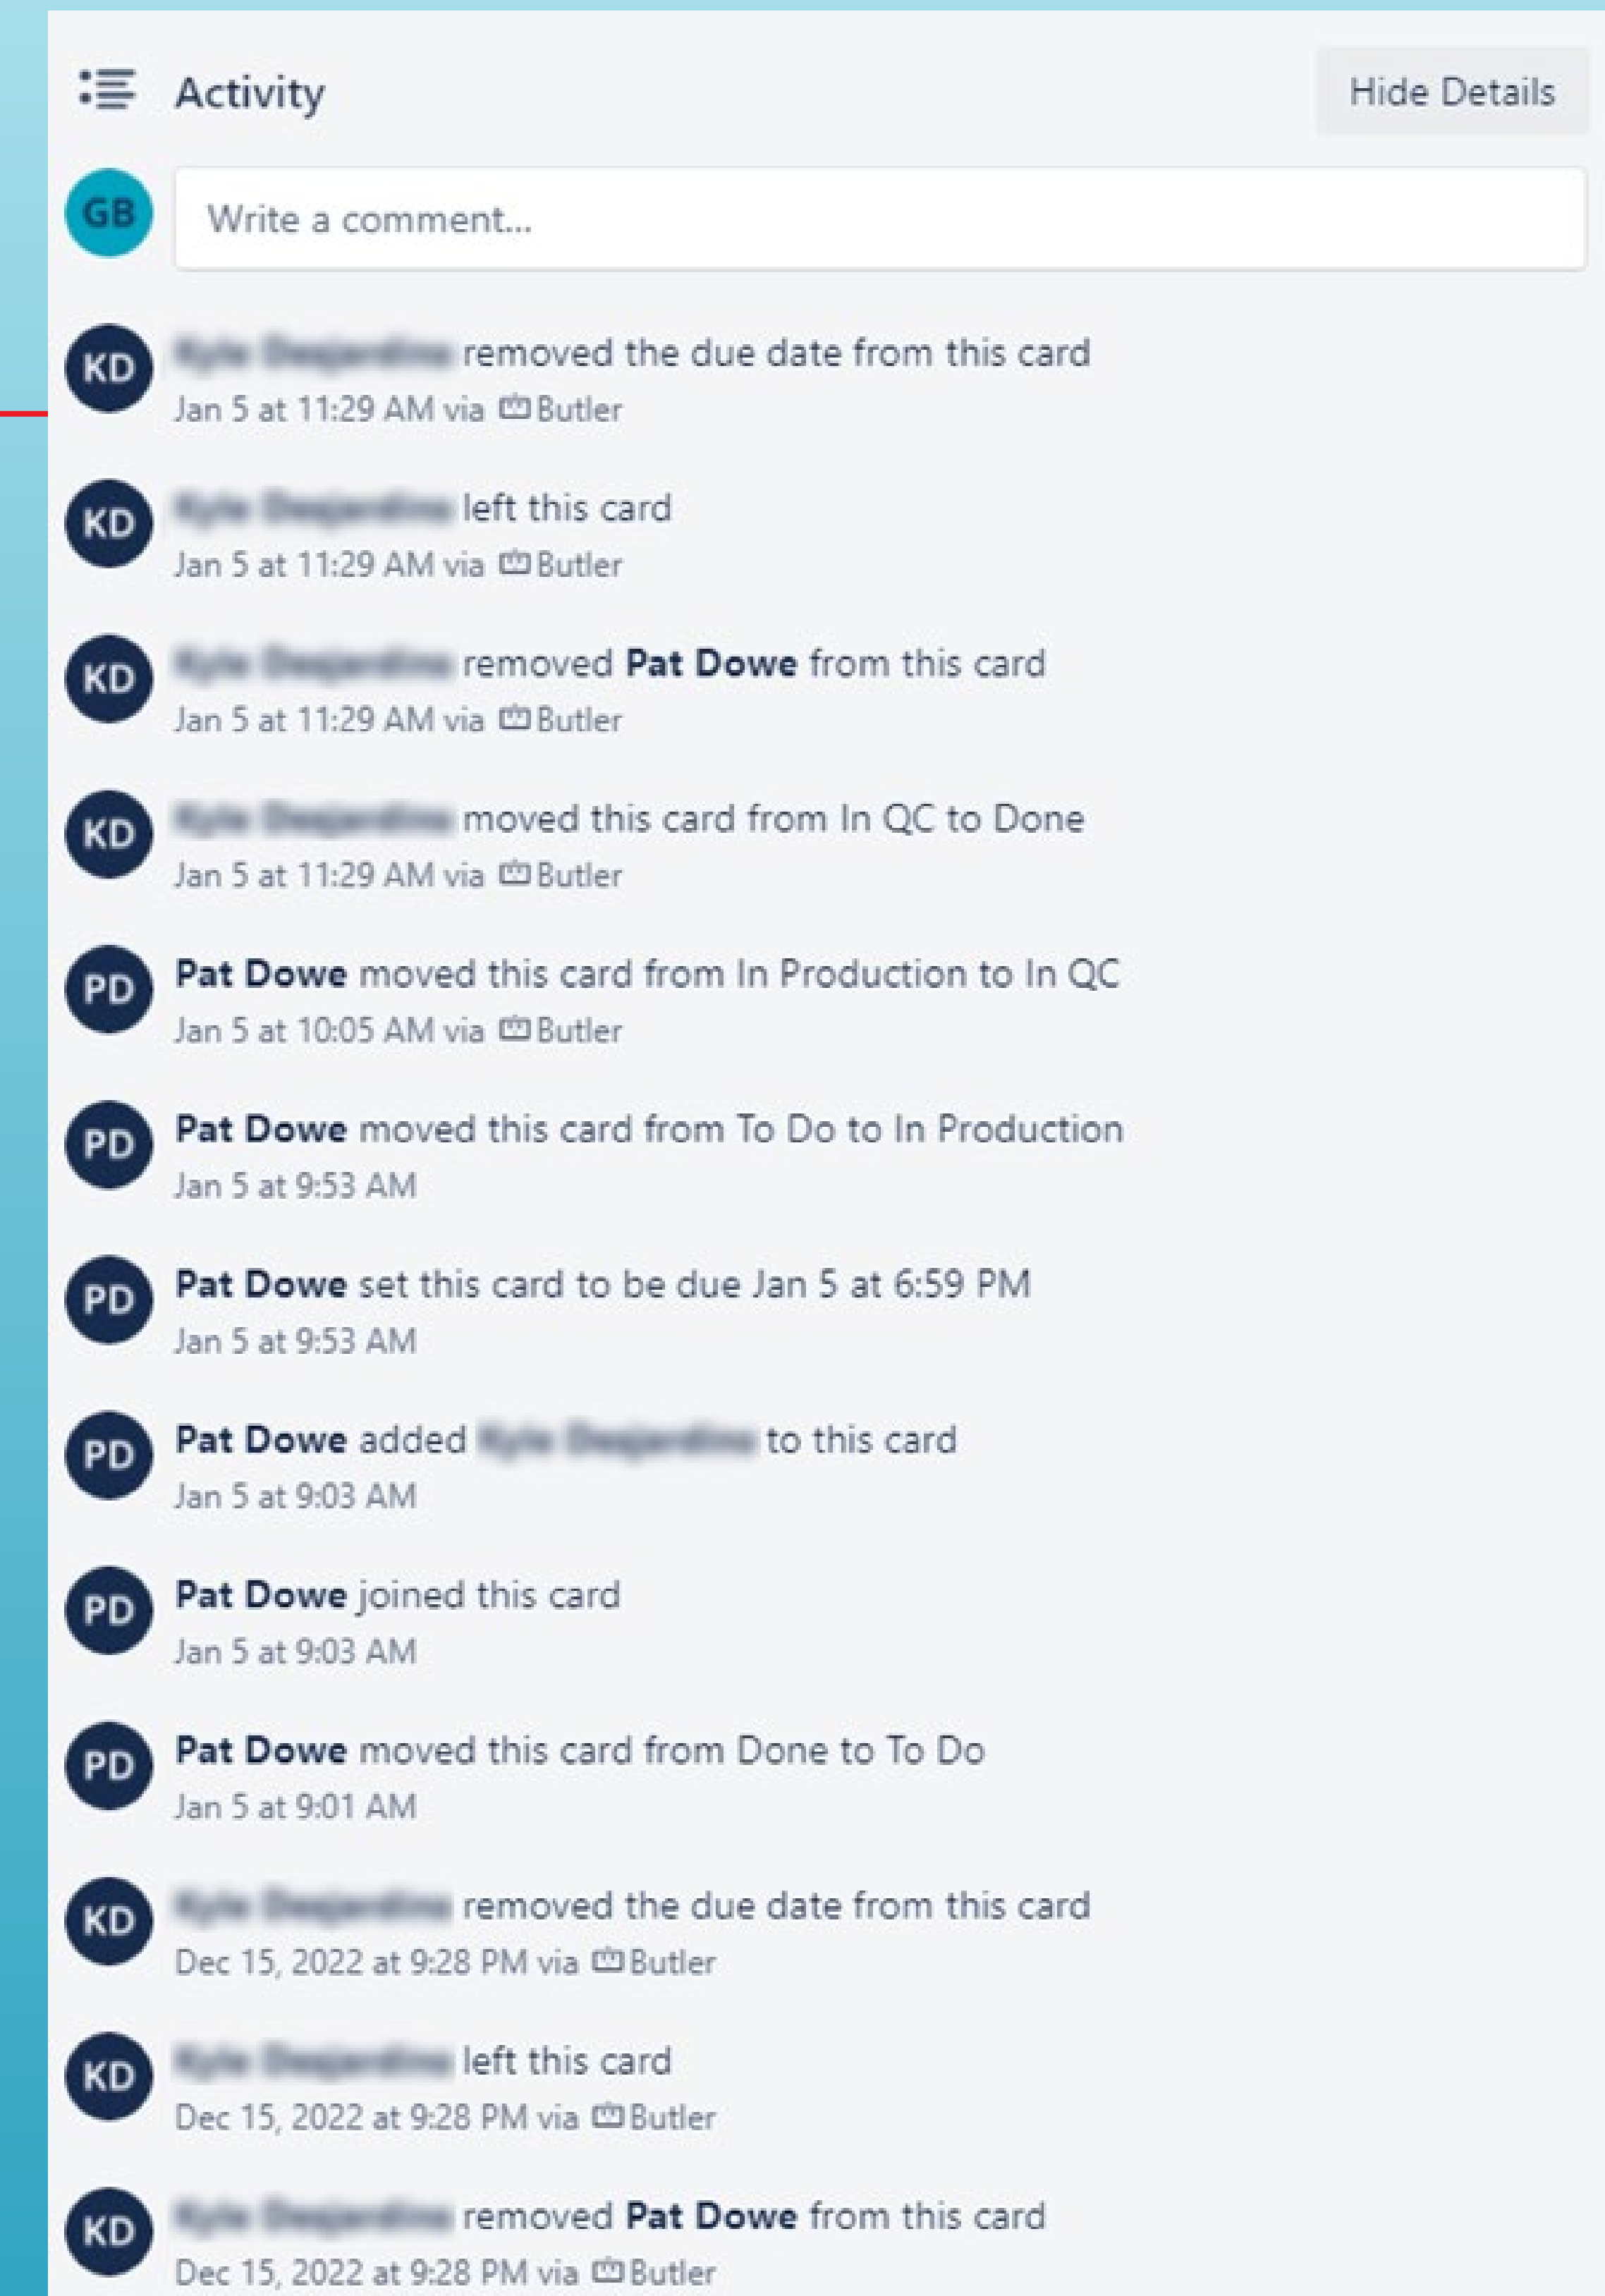 Activity
Hide Details
GB
Write a comment...
KD
removed the due date from this card
Jan 5 at 11:29 AM via Butler
KD
left this card
Jan 5 at 11:29 AM via Butler
KD
removed Pat Dowe from this card
Jan 5 at 11:29 AM via Butler
KD
moved this card from In QC to Done
Jan 5 at 11:29 AM via Butler
PD
Pat Dowe moved this card from In Production to In QC
Jan 5 at 10:05 AM via Butler
PD
Pat Dowe moved this card from To Do to In Production
Jan 5 at 9:53 AM
PD
Pat Dowe set this card to be due Jan 5 at 6:59 PM
Jan 5 at 9:53 AM
PD
Pat Dowe added to this card
Jan 5 at 9:03 AM
PD
Pat Dowe joined this card
Jan 5 at 9:03 AM
PD
Pat Dowe moved this card from Done to To Do
Jan 5 at 9:01 AM
KD
removed the due date from this card
Dec 15, 2022 at 9:28 PM via Butler
KD
left this card
Dec 15, 2022 at 9:28 PM via Butler
KD
removed Pat Dowe from this card
Dec 15, 2022 at 9:28 PM via Butler